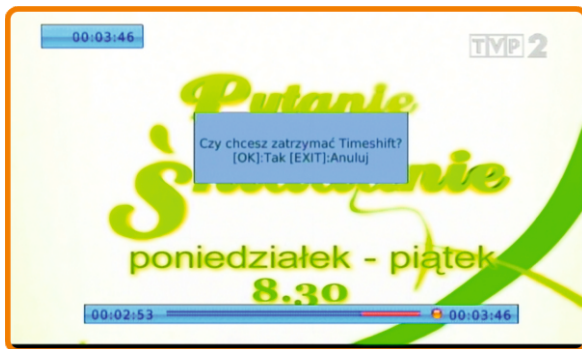 00:03:46
TVP 2
Pytanie
Czy chcesz zatrzymać Timeshift?
[OK]:Tak [EXIT]:Anuluj
Śniadanie
poniedziałek - piątek
8.30
00:02:53
00:03:46